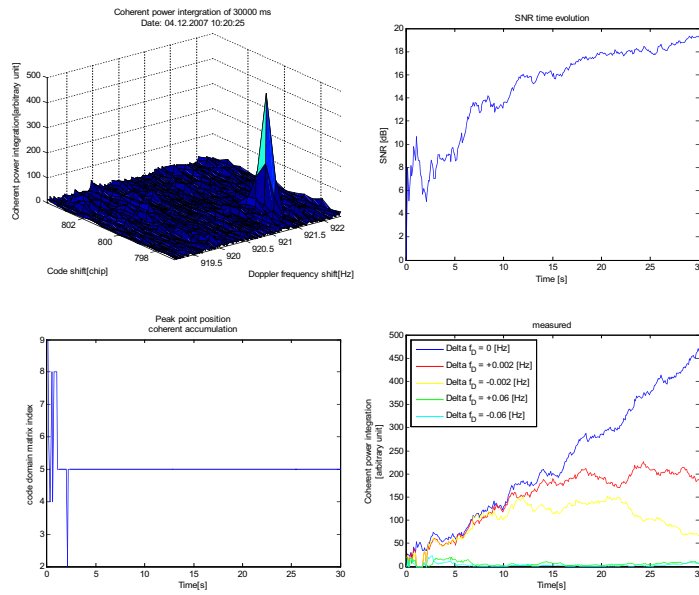 Coherent power intergration of 30000 ms
Date: 04.12.2007 10:20:25
Coherent power integration[arbitrary unit]
500
400
300
200
100
0
802
800
798
Code shift[chip]
919.5
920
920.5
921
921.5
922
Doppler frequency shift[Hz]
SNR time evolution
SNR [dB]
20
18
16
14
12
10
8
6
4
2
0
0 5 10 15 20 25 30
Time [s]
Peak point position
coherent accumulation
code domain matrix index
9
8
7
6
5
4
3
2
0 5 10 15 20 25 30
Time[s]
measured
Coherent power integration
[arbitrary unit]
500
450
400
350
300
250
200
150
100
50
0
Delta f_D = 0 [Hz]
Delta f_D = +0.002 [Hz]
Delta f_D = -0.002 [Hz]
Delta f_D = +0.06 [Hz]
Delta f_D = -0.06 [Hz]
0 5 10 15 20 25 30
Time[s]